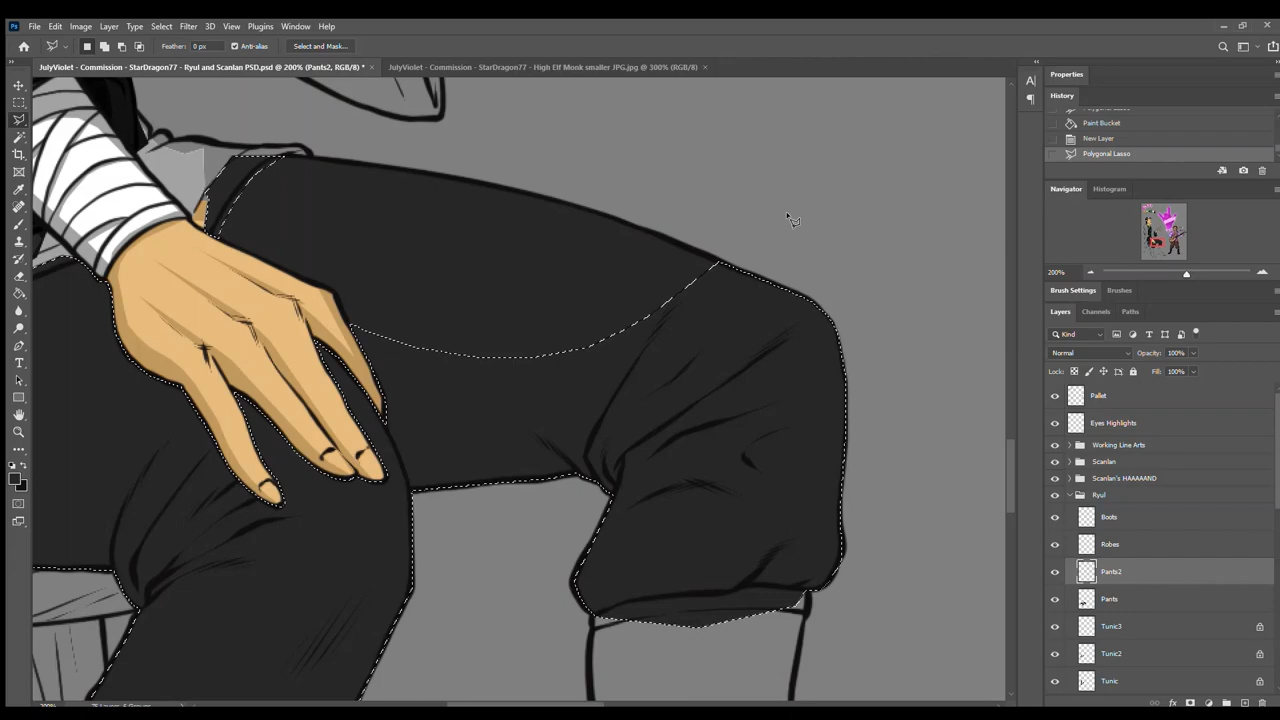 Ps File Edit Image Layer Type Select Filter 3D View Plugins Window Help
Feather: 0 px Anti-alias Select and Mask...
JulyViolet - Commission - StarDragon77 - Ryul and Scanlan PSD.psd @ 200% (Pants2, RGB/8) * × JulyViolet - Commission - StarDragon77 - High Elf Monk smaller JPG.jpg @ 300% (RGB/8) ×
Properties
History
Paint Bucket
New Layer
Polygonal Lasso
Navigator Histogram
200%
Brush Settings Brushes
Layers Channels Paths
Kind
Normal Opacity: 100%
Lock: Fill: 100%
Pallet
Eyes Highlights
Working Line Arts
Scanlan
Scanlan's HAAAAND
Ryul
Boots
Robes
Pants2
Pants
Tunic3
Tunic2
Tunic